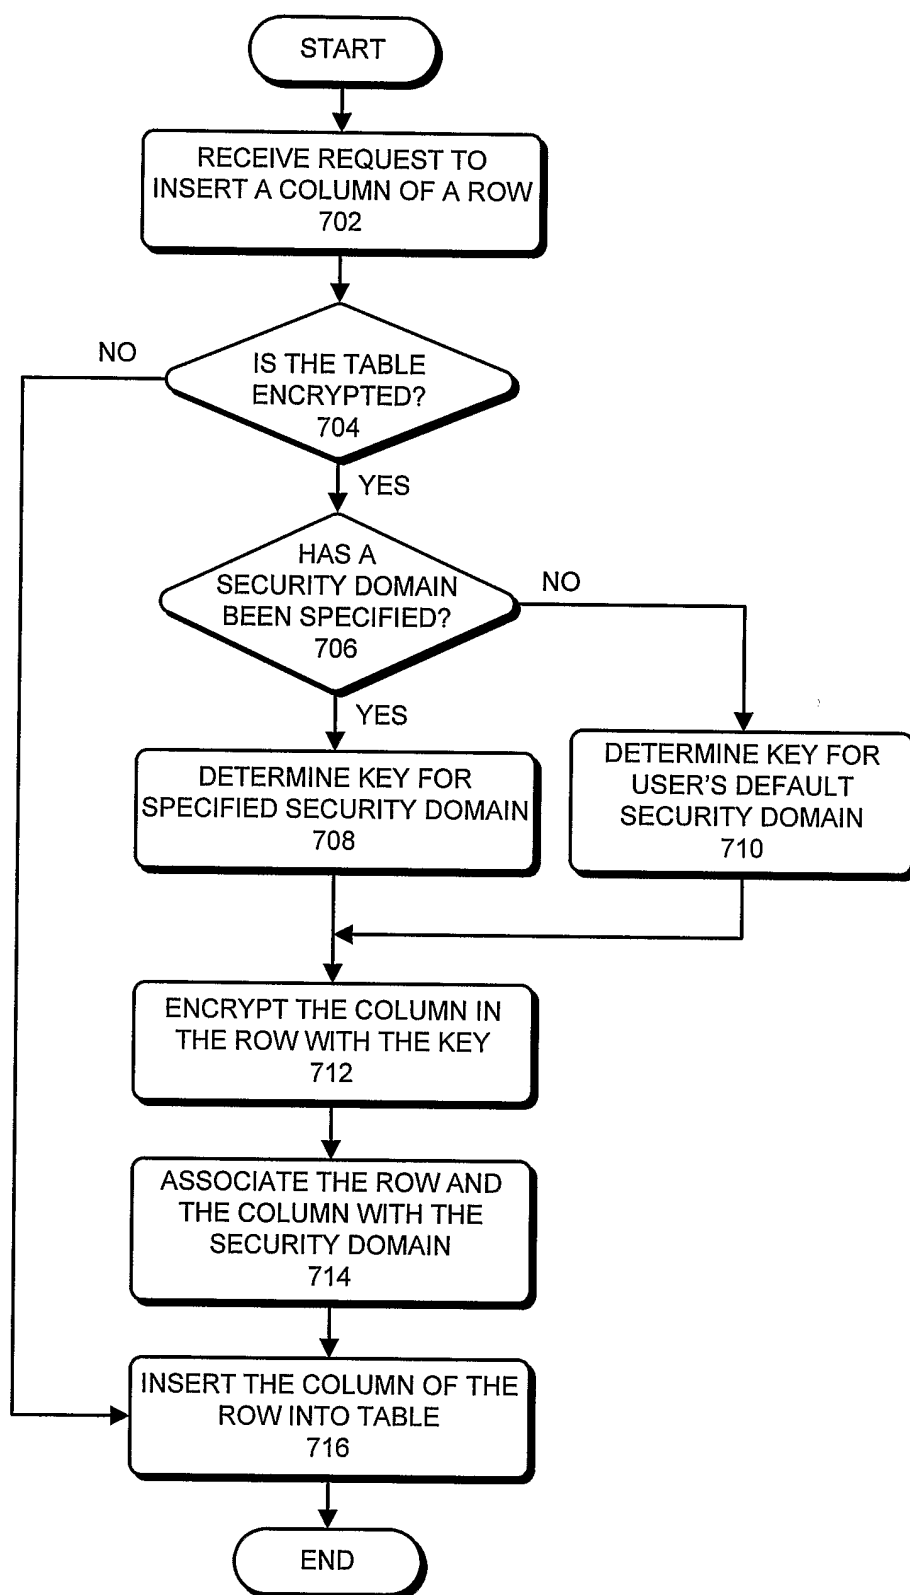 START
RECEIVE REQUEST TO
INSERT A COLUMN OF A ROW
702
NO
IS THE TABLE
ENCRYPTED?
704
YES
HAS A
SECURITY DOMAIN
BEEN SPECIFIED?
706
NO
YES
DETERMINE KEY FOR
SPECIFIED SECURITY DOMAIN
708
DETERMINE KEY FOR
USER'S DEFAULT
SECURITY DOMAIN
710
ENCRYPT THE COLUMN IN
THE ROW WITH THE KEY
712
ASSOCIATE THE ROW AND
THE COLUMN WITH THE
SECURITY DOMAIN
714
INSERT THE COLUMN OF THE
ROW INTO TABLE
716
END